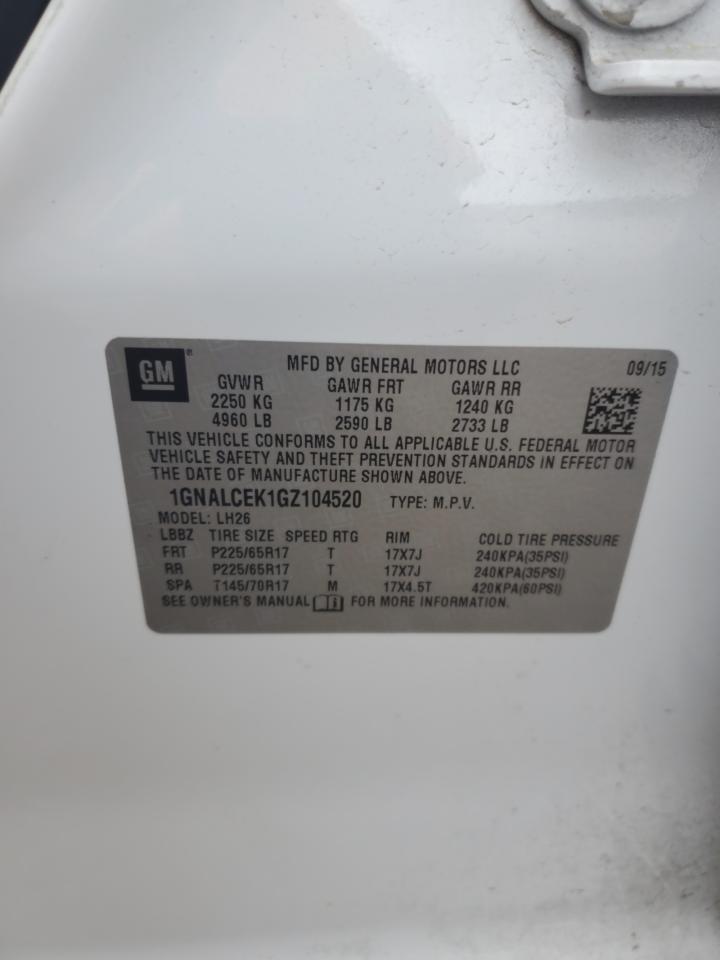 GM ®
MFD BY GENERAL MOTORS LLC 09/15
GVWR GAWR FRT GAWR RR
2250 KG 1175 KG 1240 KG
4960 LB 2590 LB 2733 LB
THIS VEHICLE CONFORMS TO ALL APPLICABLE U.S. FEDERAL MOTOR
VEHICLE SAFETY AND THEFT PREVENTION STANDARDS IN EFFECT ON
THE DATE OF MANUFACTURE SHOWN ABOVE.
1GNALCEK1GZ104520 TYPE: M.P.V.
MODEL: LH26
LBBZ TIRE SIZE SPEED RTG RIM COLD TIRE PRESSURE
FRT P225/65R17 T 17X7J 240KPA(35PSI)
RR P225/65R17 T 17X7J 240KPA(35PSI)
SPA T145/70R17 M 17X4.5T 420KPA(60PSI)
SEE OWNER'S MANUAL i FOR MORE INFORMATION.